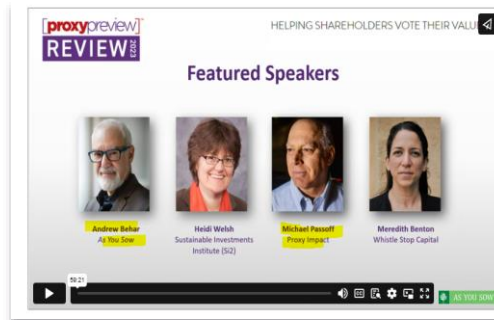 [proxypreview]
REVIEW 2023
HELPING SHAREHOLDERS VOTE THEIR VALU
Featured Speakers
Andrew Behar
As You Sow
Heidi Welsh
Sustainable Investments
Institute (Si2)
Michael Passoff
Proxy Impact
Meredith Benton
Whistle Stop Capital
59:21
AS YOU SOW